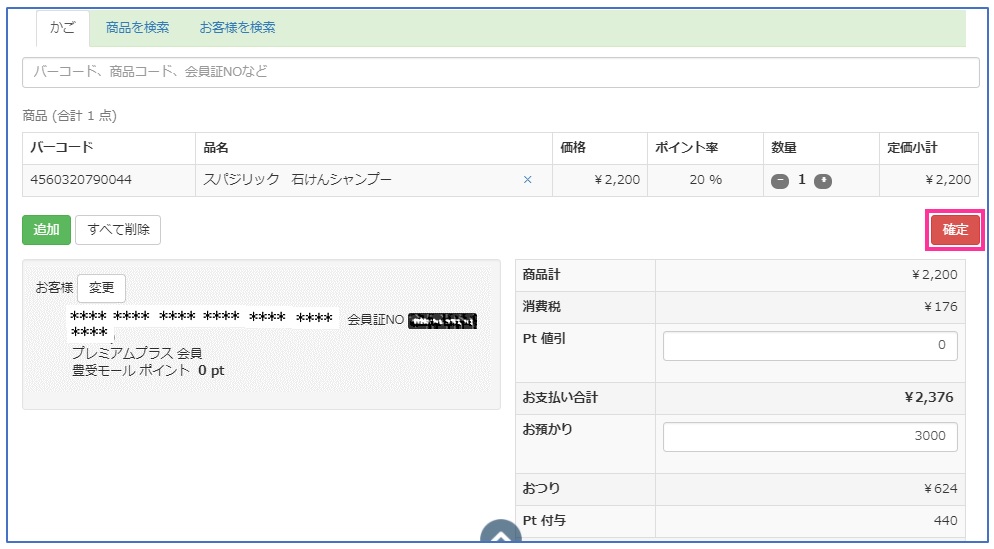 かご 商品を検索 お客様を検索
バーコード、商品コード、会員証NOなど
商品 (合計 1 点)
バーコード 品名 価格 ポイント率 数量 定価小計
4560320790044 スパジリック 石けんシャンプー × ¥2,200 20 % − 1 + ¥2,200
追加 すべて削除 確定
お客様 変更
**** **** **** **** **** **** 会員証NO
****
プレミアムプラス 会員
豊受モール ポイント 0 pt
商品計 ¥2,200
消費税 ¥176
Pt 値引 0
お支払い合計 ¥2,376
お預かり 3000
おつり ¥624
Pt 付与 440